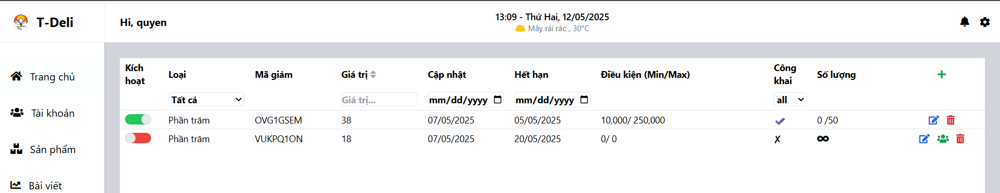 T-Deli
Hi, quyen
13:09 - Thứ Hai, 12/05/2025
Mây rải rác , 30°C
Trang chủ
Tài khoản
Sản phẩm
Bài viết
Kích hoạt Loại Mã giảm Giá trị Cập nhật Hết hạn Điều kiện (Min/Max) Công khai Số lượng +
Tất cả Giá trị... mm/dd/yyyy mm/dd/yyyy all
Phần trăm OVG1GSEM 38 07/05/2025 05/05/2025 10,000/ 250,000 ✔ 0 /50
Phần trăm VUKPQ1ON 18 07/05/2025 20/05/2025 0/ 0 ✗ ∞